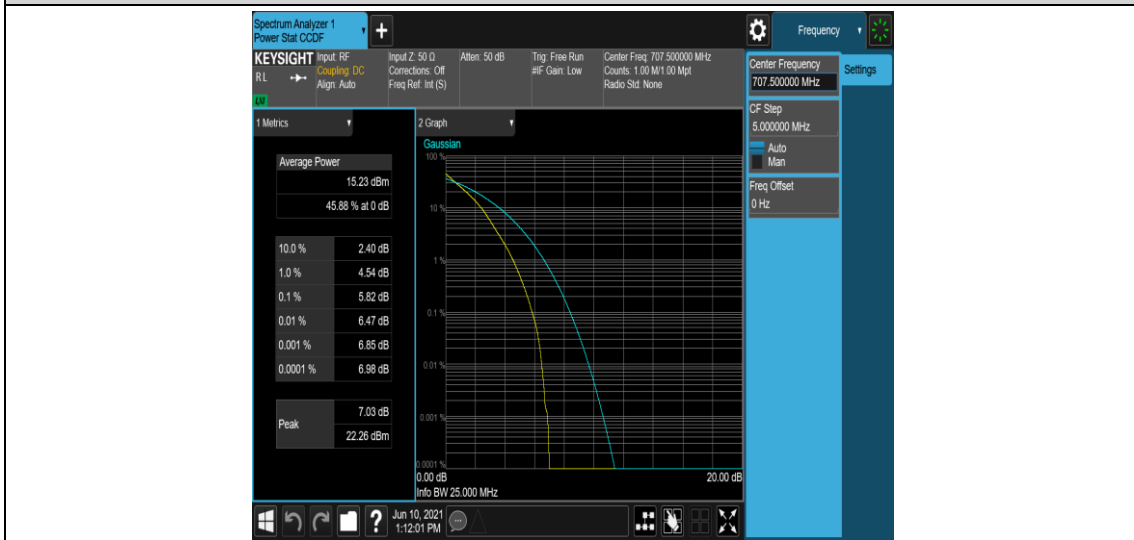 Spectrum Analyzer 1
Power Stat CCDF
+
Frequency
KEYSIGHT
RL
LXI
Input: RF
Coupling: DC
Align: Auto
Input Z: 50 Ω
Corrections: Off
Freq Ref: Int (S)
Atten: 50 dB
Trig: Free Run
#IF Gain: Low
Center Freq: 707.500000 MHz
Counts: 1.00 M/1.00 Mpt
Radio Std: None
Center Frequency
707.500000 MHz
Settings
CF Step
5.000000 MHz
Auto
Man
Freq Offset
0 Hz
1 Metrics
Average Power
15.23 dBm
45.88 % at 0 dB
10.0 % 2.40 dB
1.0 % 4.54 dB
0.1 % 5.82 dB
0.01 % 6.47 dB
0.001 % 6.85 dB
0.0001 % 6.98 dB
Peak
7.03 dB
22.26 dBm
2 Graph
Gaussian
100 %
10 %
1 %
0.1 %
0.01 %
0.001 %
0.0001 %
0.00 dB 20.00 dB
Info BW 25.000 MHz
?
Jun 10, 2021
1:12:01 PM